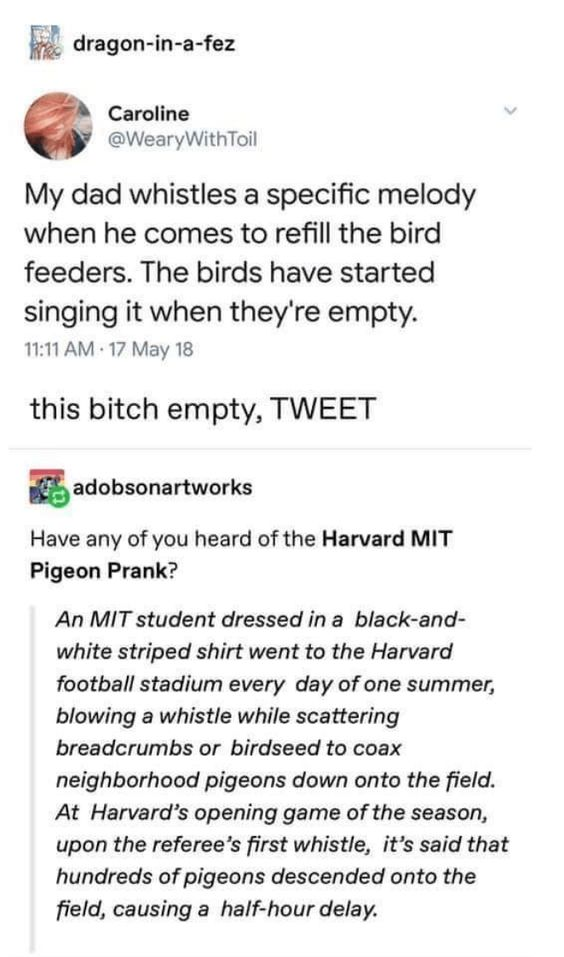 dragon-in-a-fez
Caroline
@WearyWithToil
My dad whistles a specific melody
when he comes to refill the bird
feeders. The birds have started
singing it when they're empty.
11:11 AM · 17 May 18
this bitch empty, TWEET
adobsonartworks
Have any of you heard of the Harvard MIT
Pigeon Prank?
An MIT student dressed in a black-and-
white striped shirt went to the Harvard
football stadium every day of one summer,
blowing a whistle while scattering
breadcrumbs or birdseed to coax
neighborhood pigeons down onto the field.
At Harvard’s opening game of the season,
upon the referee’s first whistle, it’s said that
hundreds of pigeons descended onto the
field, causing a half-hour delay.